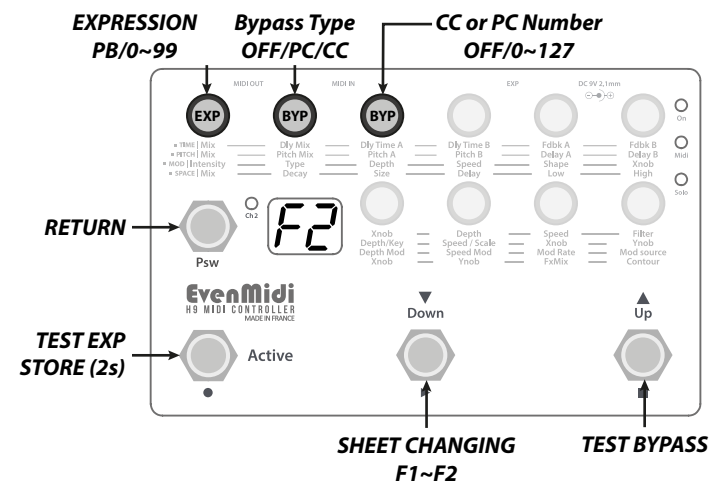 EXPRESSION
PB/0~99
Bypass Type
OFF/PC/CC
CC or PC Number
OFF/0~127
MIDI OUT
MIDI IN
EXP
DC 9V 2,1mm
EXP
BYP
BYP
On
Midi
Solo
TIME | Mix
Dly Mix
Dly Time A
Dly Time B
Fdbk A
Fdbk B
PITCH | Mix
Pitch Mix
Pitch A
Pitch B
Delay A
Delay B
MOD | Intensity
Type
Depth
Speed
Shape
Xnob
SPACE | Mix
Decay
Size
Delay
Low
High
RETURN
Ch 2
F2
Psw
Xnob
Depth
Speed
Filter
Depth/Key
Speed / Scale
Xnob
Ynob
Depth Mod
Speed Mod
Mod Rate
Mod source
Xnob
Ynob
FxMix
Contour
EvenMidi
H9 MIDI CONTROLLER
MADE IN FRANCE
Down
Up
TEST EXP
STORE (2s)
Active
SHEET CHANGING
F1~F2
TEST BYPASS